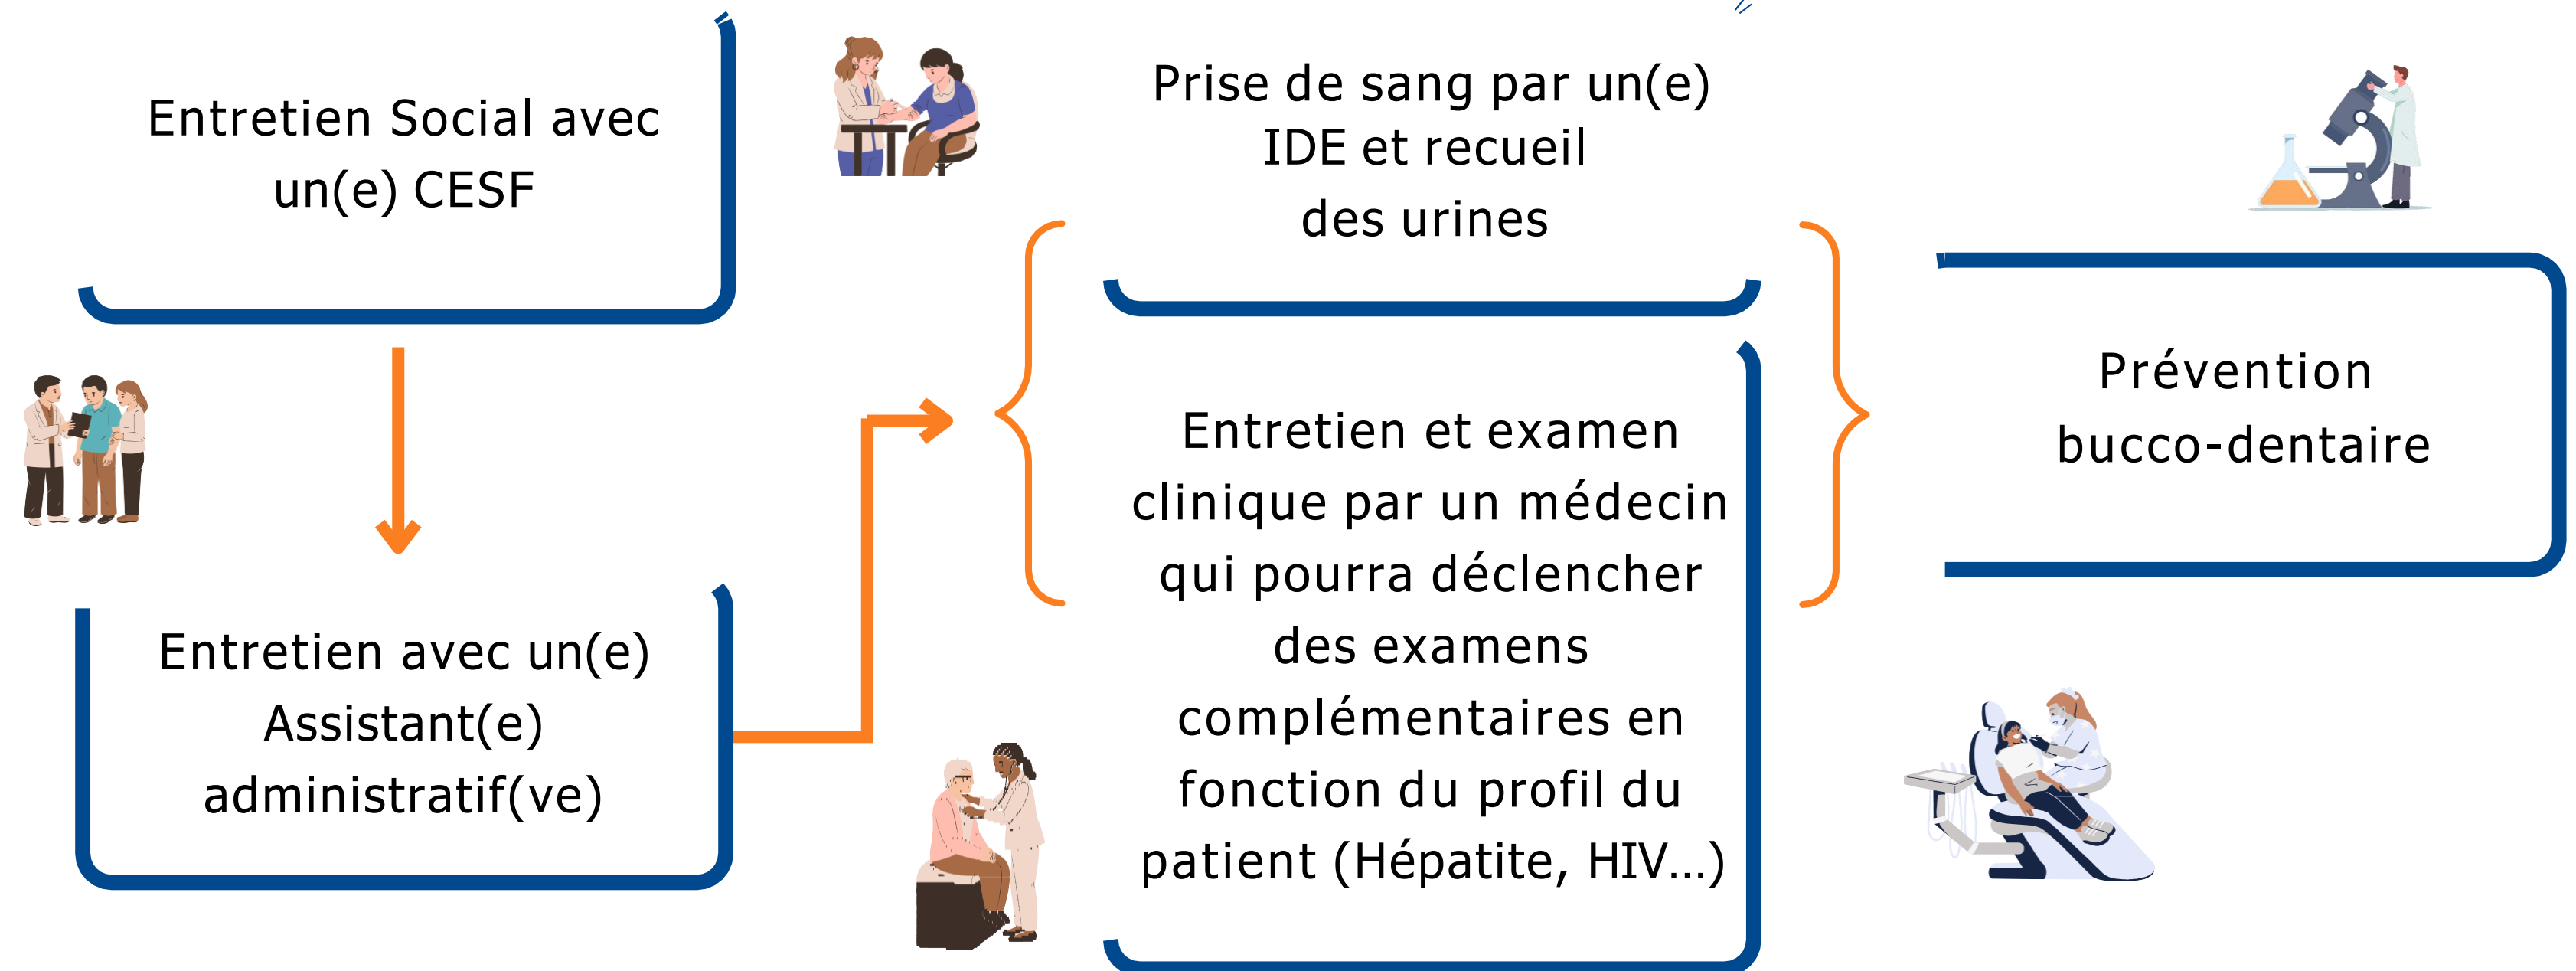 Entretien Social avec
un(e) CESF
Entretien avec un(e)
Assistant(e)
administratif(ve)
Prise de sang par un(e)
IDE et recueil
des urines
Entretien et examen
clinique par un médecin
qui pourra déclencher
des examens
complémentaires en
fonction du profil du
patient (Hépatite, HIV...)
Prévention
bucco-dentaire